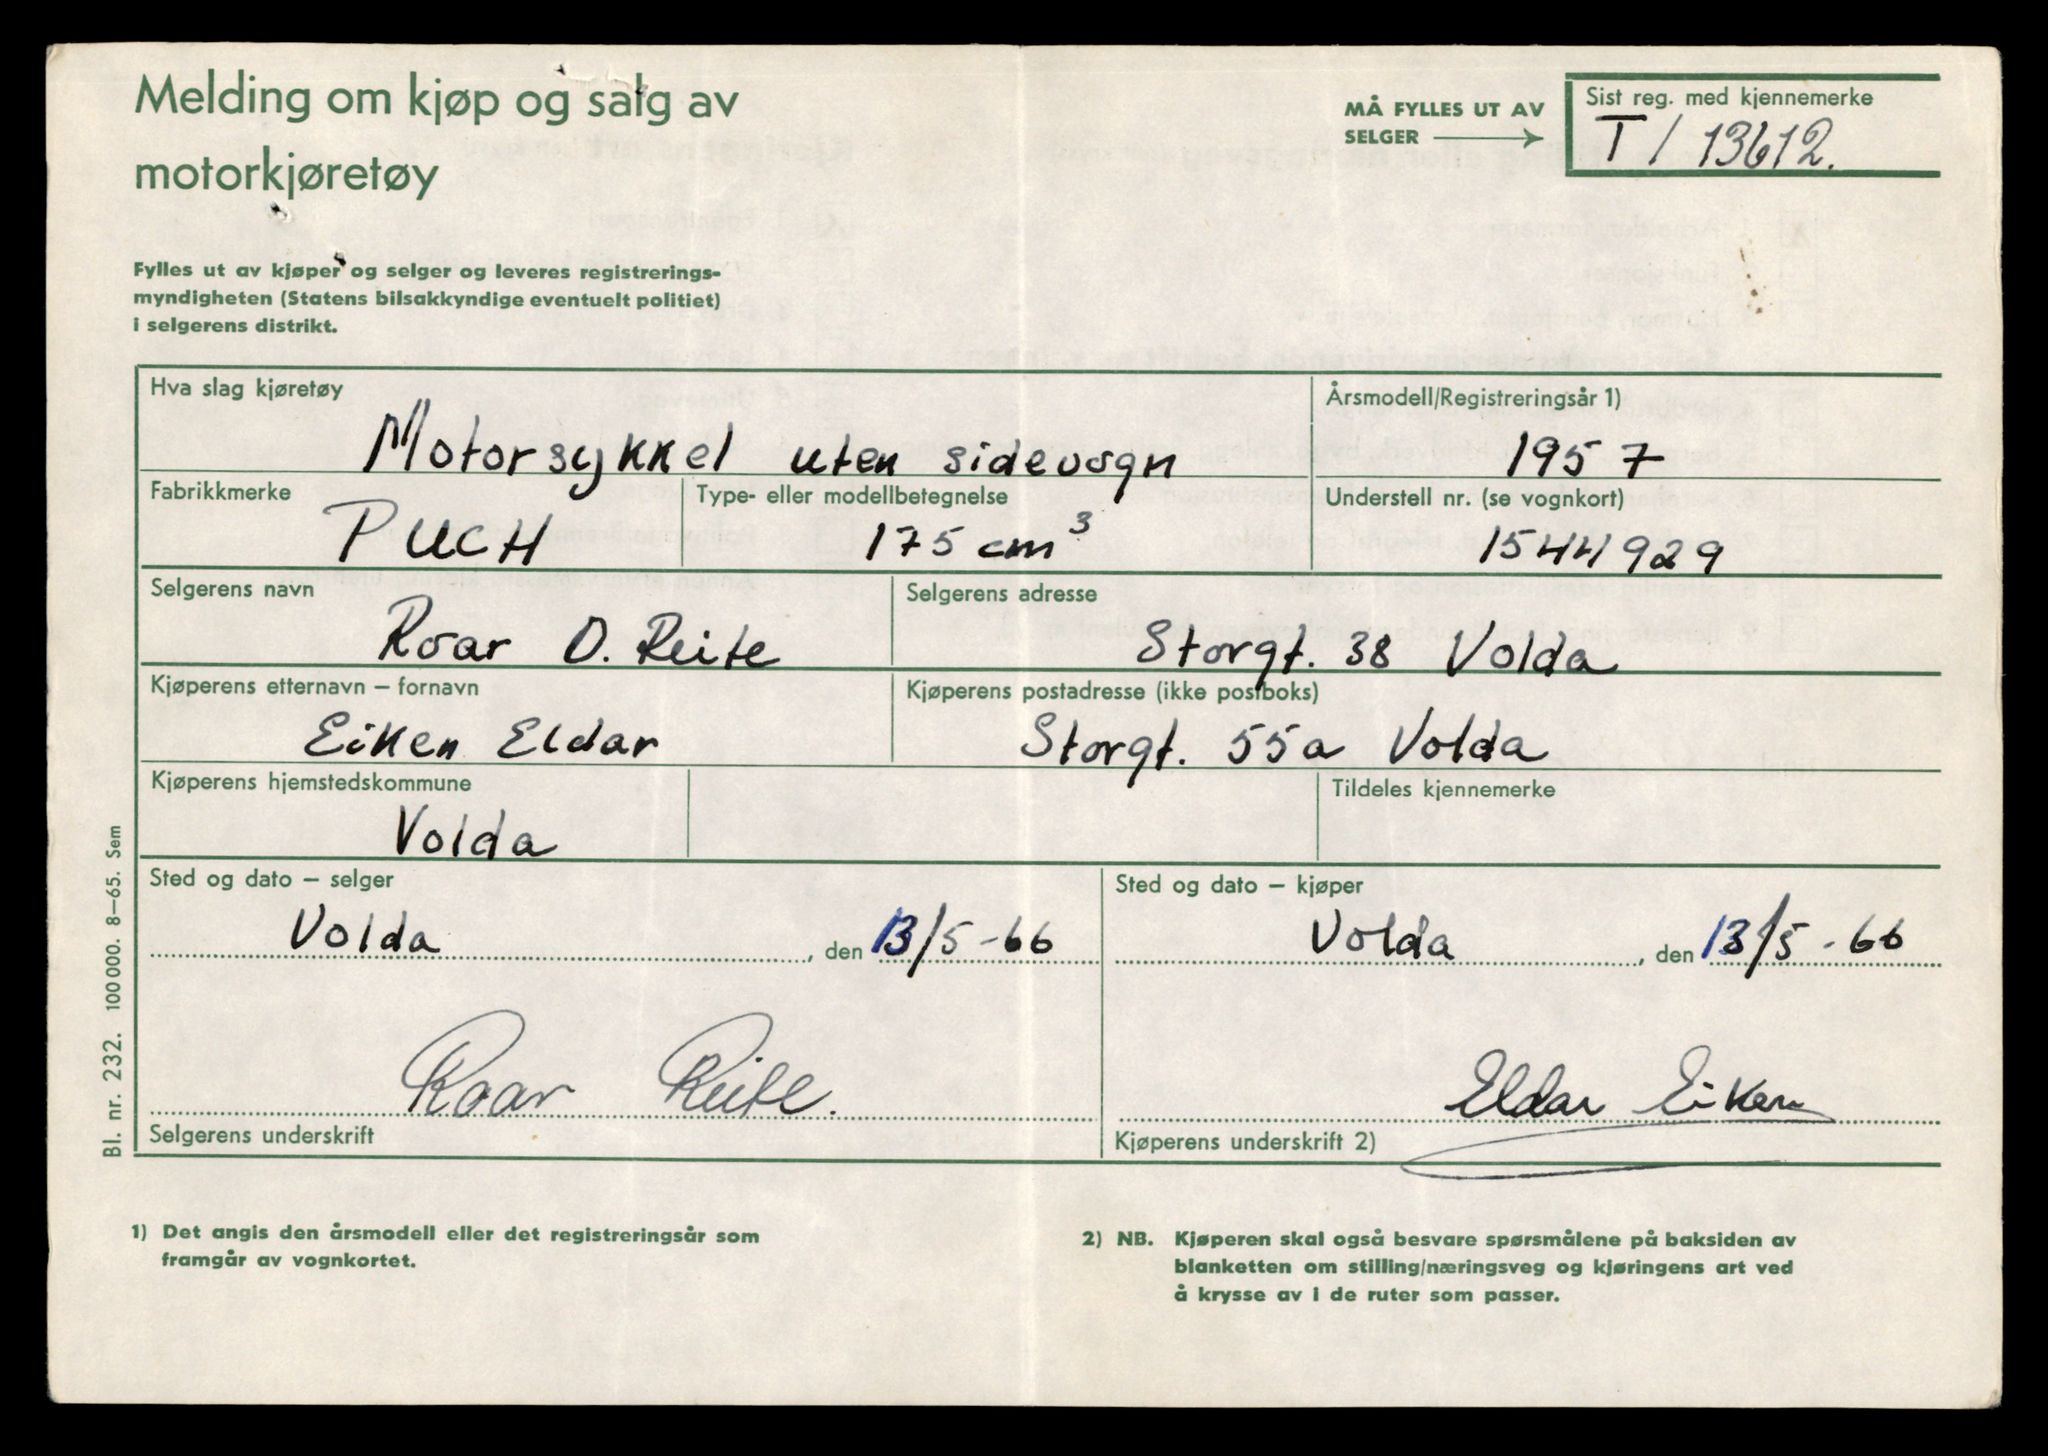 Melding om kjøp og salg av
motorkjøretøy
MÅ FYLLES UT AV
SELGER
Sist reg. med kjennemerke
T / 13612.
Fylles ut av kjøper og selger og leveres registrerings-
myndigheten (Statens bilsakkyndige eventuelt politiet)
i selgerens distrikt.
Hva slag kjøretøy
Motorsykkel uten sidevogn
Årsmodell/Registreringsår 1)
1957
Fabrikkmerke
PUCH
Type- eller modellbetegnelse
175 cm³
Understell nr. (se vognkort)
1544929
Selgerens navn
Roar O. Reite
Selgerens adresse
Storgt. 38 Volda
Kjøperens etternavn – fornavn
Eiken Eldar
Kjøperens postadresse (ikke postboks)
Storgt. 55a Volda
Kjøperens hjemstedskommune
Volda
Tildeles kjennemerke
Sted og dato – selger
Volda, den 13/5-66
Sted og dato – kjøper
Volda, den 13/5-66
Roar Reite.
Selgerens underskrift
Eldar Eiken
Kjøperens underskrift 2)
Bl. nr. 232. 100 000. 8–65. Sem
1) Det angis den årsmodell eller det registreringsår som
framgår av vognkortet.
2) NB. Kjøperen skal også besvare spørsmålene på baksiden av
blanketten om stilling/næringsveg og kjøringens art ved
å krysse av i de ruter som passer.